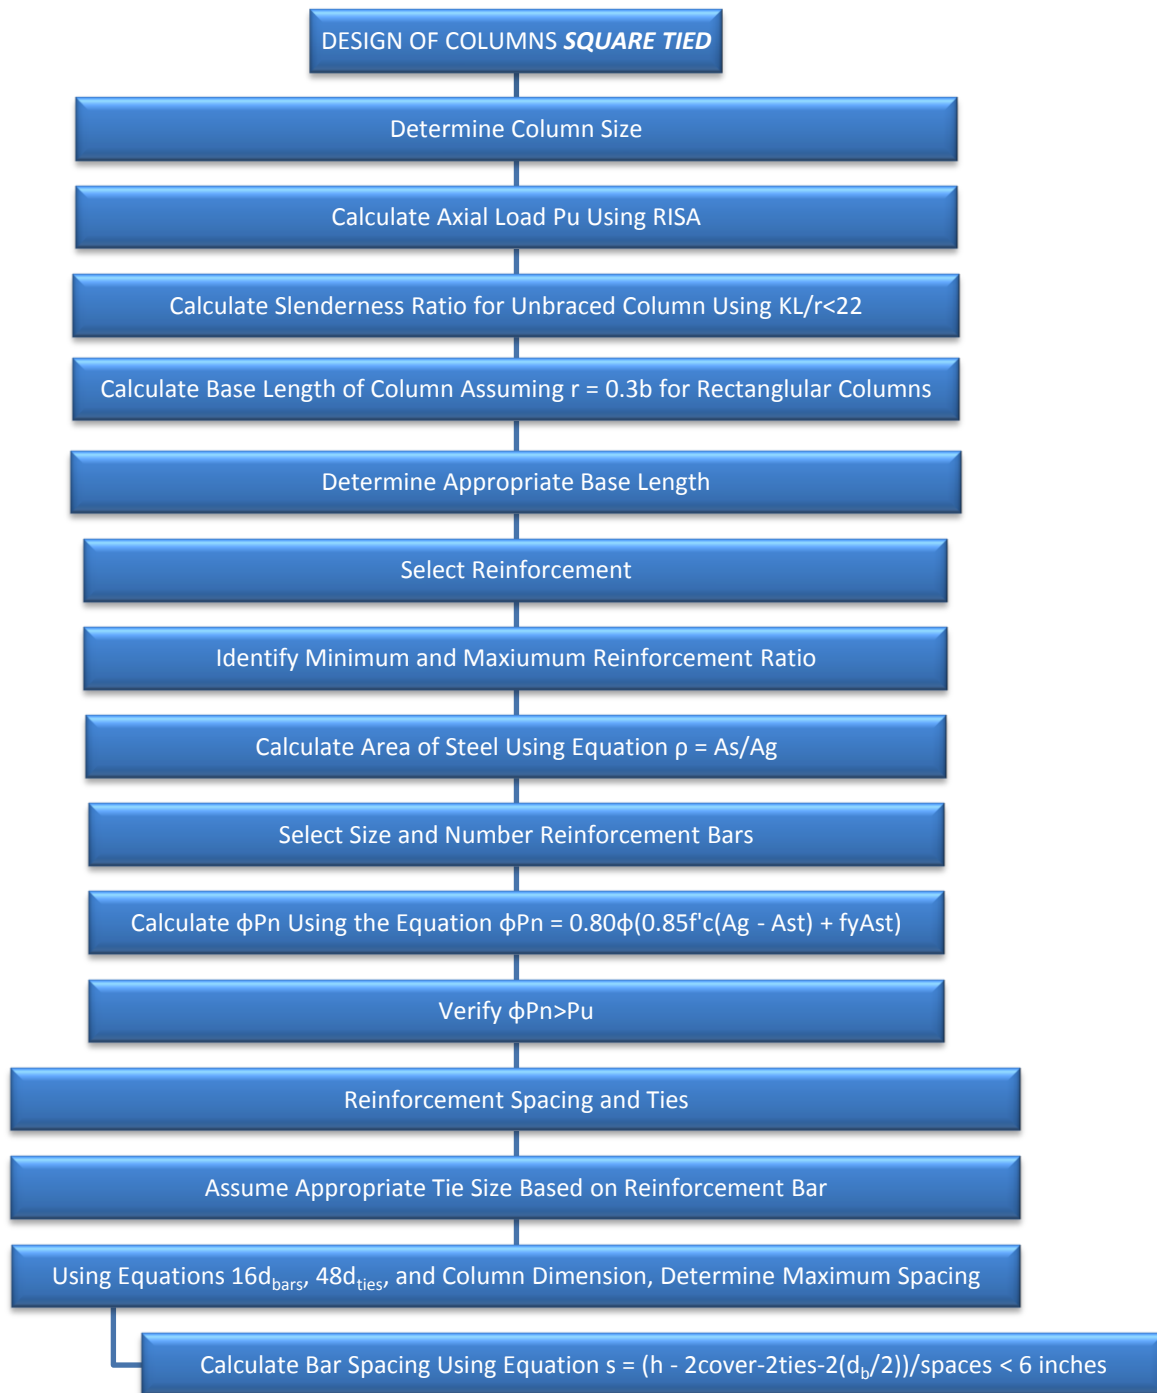 DESIGN OF COLUMNS SQUARE TIED
Determine Column Size
Calculate Axial Load Pu Using RISA
Calculate Slenderness Ratio for Unbraced Column Using KL/r<22
Calculate Base Length of Column Assuming r = 0.3b for Rectanglular Columns
Determine Appropriate Base Length
Select Reinforcement
Identify Minimum and Maxiumum Reinforcement Ratio
Calculate Area of Steel Using Equation ρ = As/Ag
Select Size and Number Reinforcement Bars
Calculate ϕPn Using the Equation ϕPn = 0.80ϕ(0.85f'c(Ag - Ast) + fyAst)
Verify ϕPn>Pu
Reinforcement Spacing and Ties
Assume Appropriate Tie Size Based on Reinforcement Bar
Using Equations 16d_bars, 48d_ties, and Column Dimension, Determine Maximum Spacing
Calculate Bar Spacing Using Equation s = (h - 2cover-2ties-2(d_b/2))/spaces < 6 inches